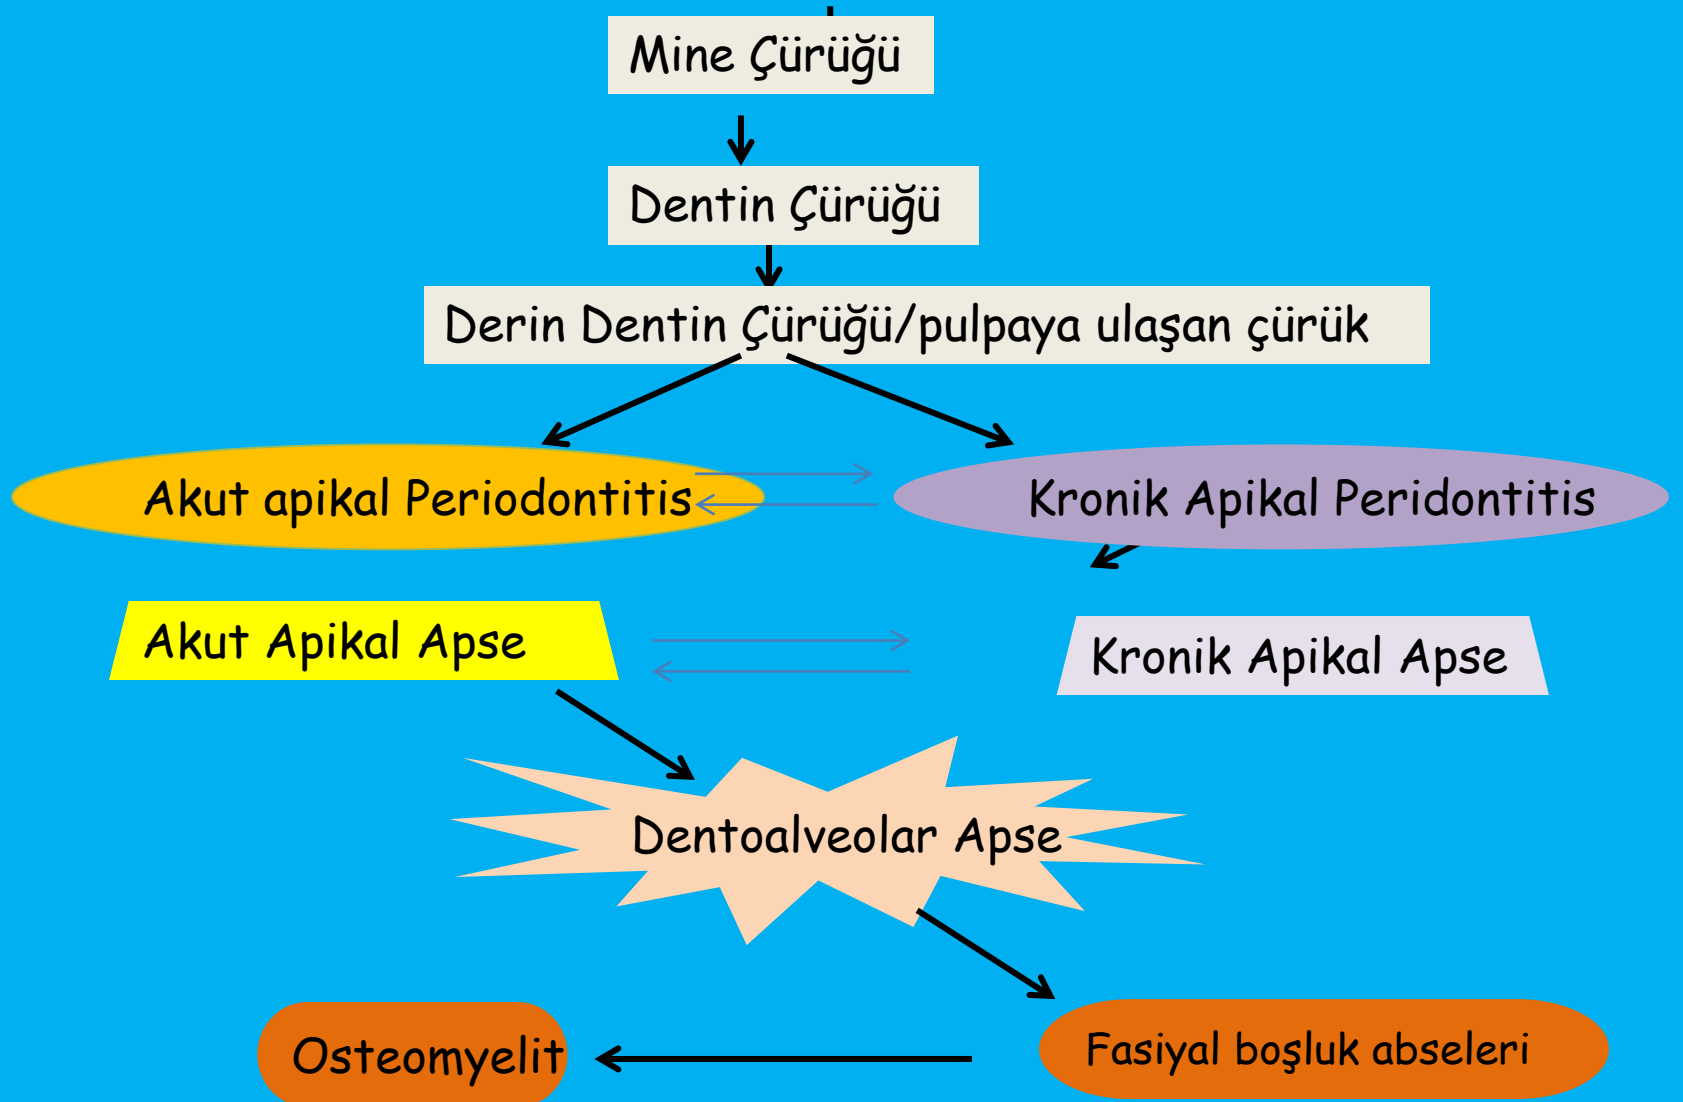 Mine Çürüğü
Dentin Çürüğü
Derin Dentin Çürüğü/pulpaya ulaşan çürük
Akut apikal Periodontitis
Kronik Apikal Peridontitis
Akut Apikal Apse
Kronik Apikal Apse
Dentoalveolar Apse
Osteomyelit
Fasiyal boşluk abseleri